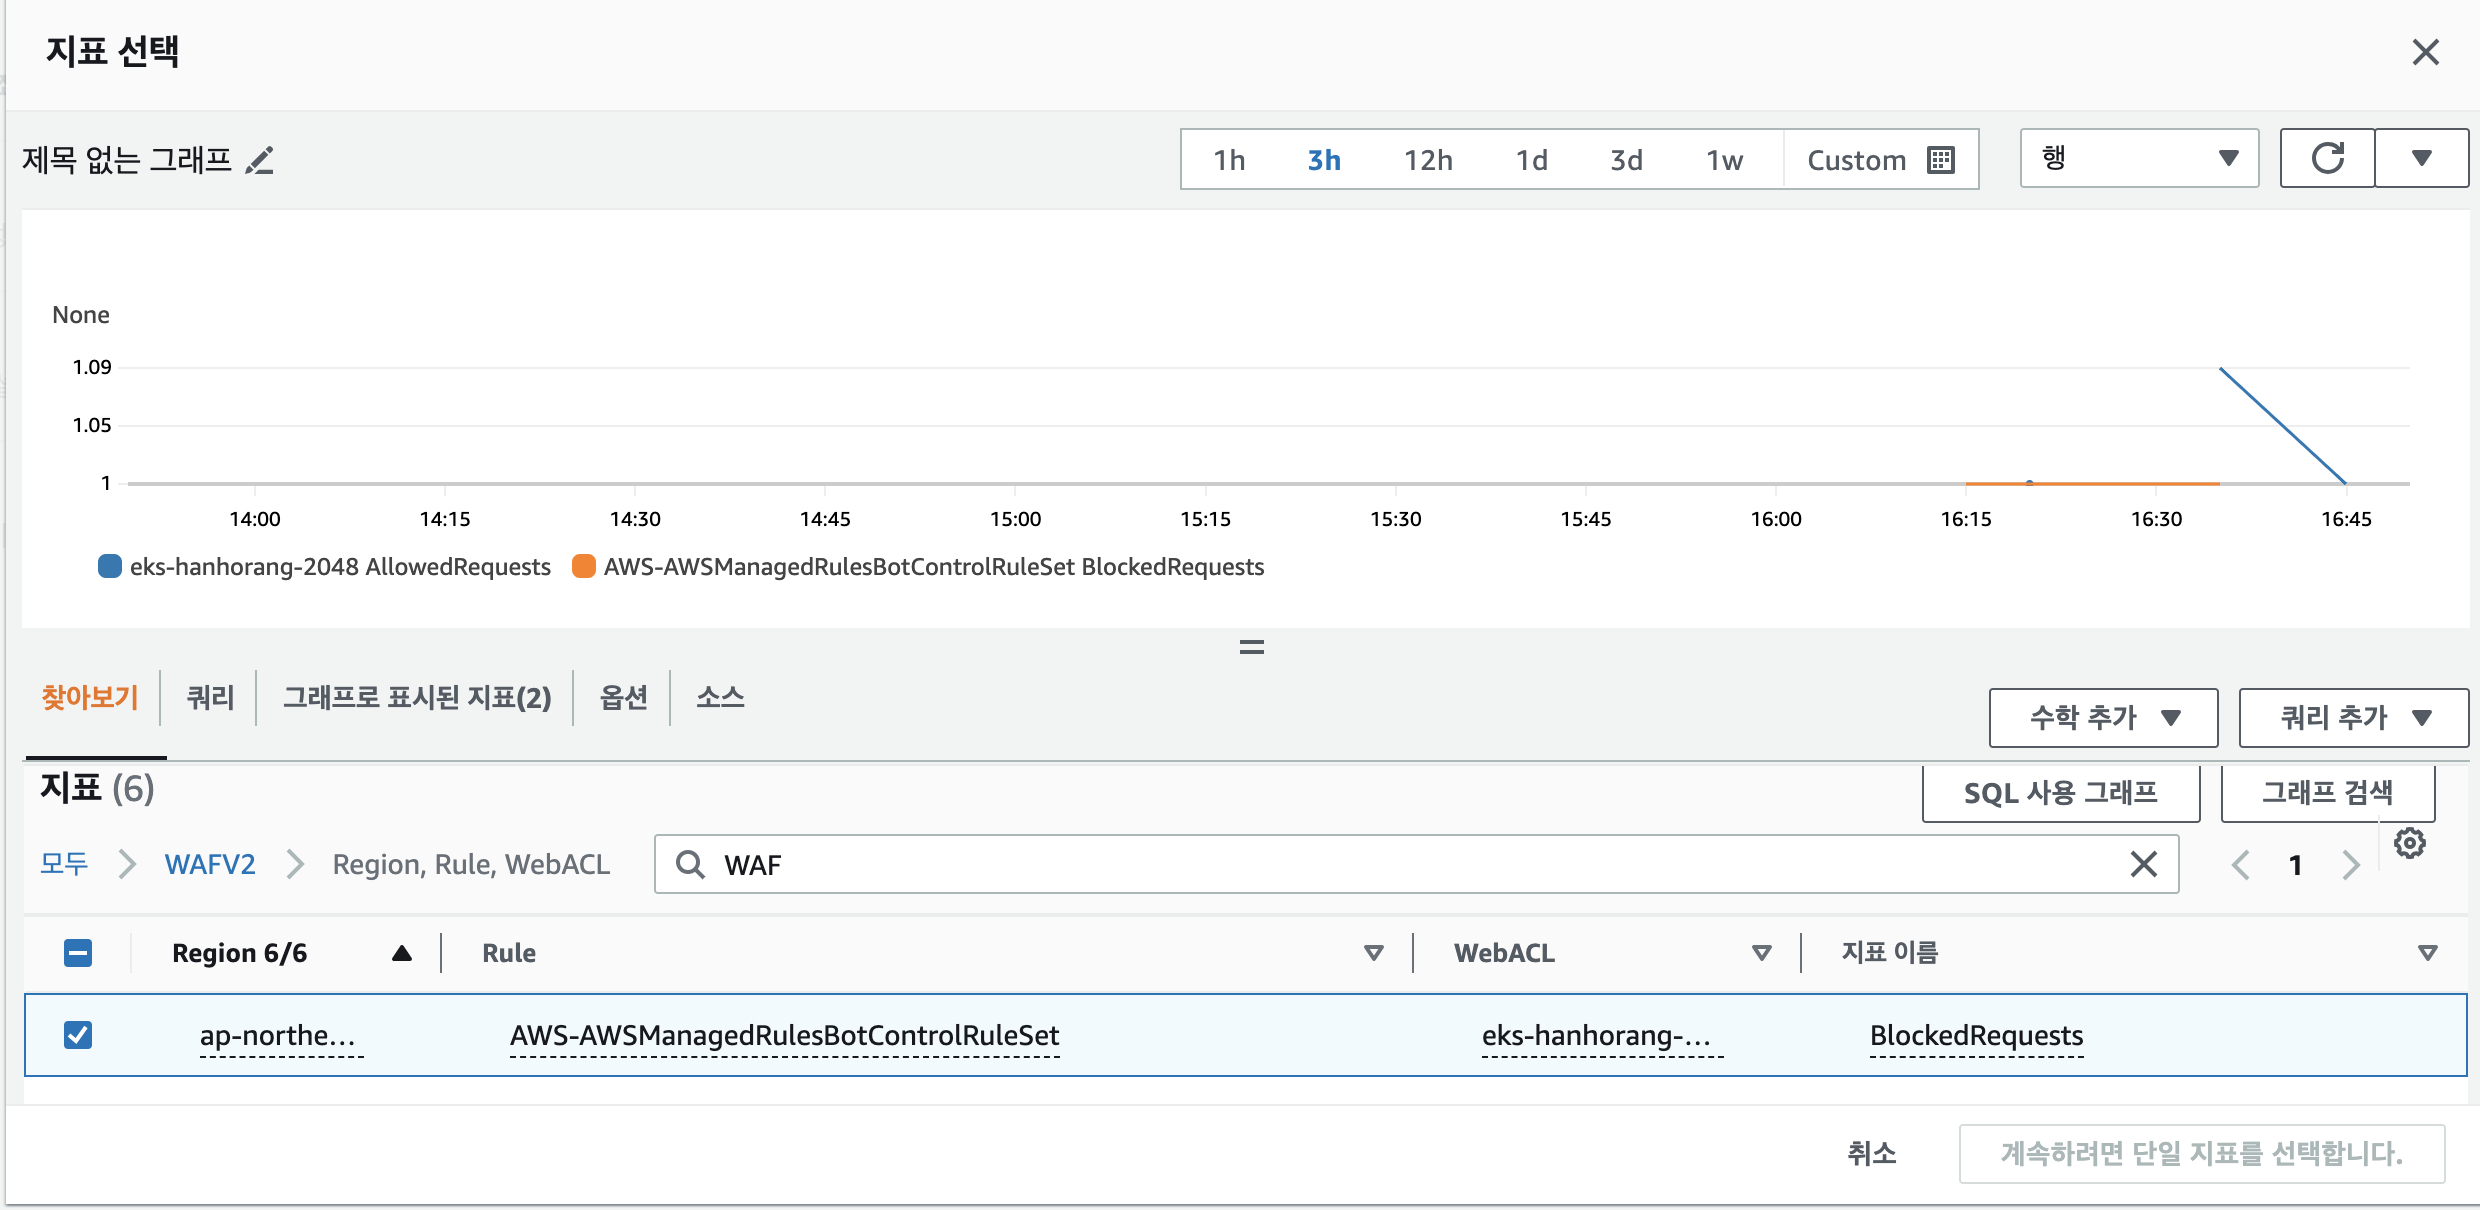 지표 선택
제목 없는 그래프
1h 3h 12h 1d 3d 1w Custom 행
None
1.09
1.05
1
14:00 14:15 14:30 14:45 15:00 15:15 15:30 15:45 16:00 16:15 16:30 16:45
eks-hanhorang-2048 AllowedRequests AWS-AWSManagedRulesBotControlRuleSet BlockedRequests
찾아보기 쿼리 그래프로 표시된 지표(2) 옵션 소스
수학 추가 쿼리 추가
지표 (6)
SQL 사용 그래프 그래프 검색
모두 WAFV2 Region, Rule, WebACL WAF 1
Region 6/6 Rule WebACL 지표 이름
ap-northe... AWS-AWSManagedRulesBotControlRuleSet eks-hanhorang-... BlockedRequests
취소 계속하려면 단일 지표를 선택합니다.